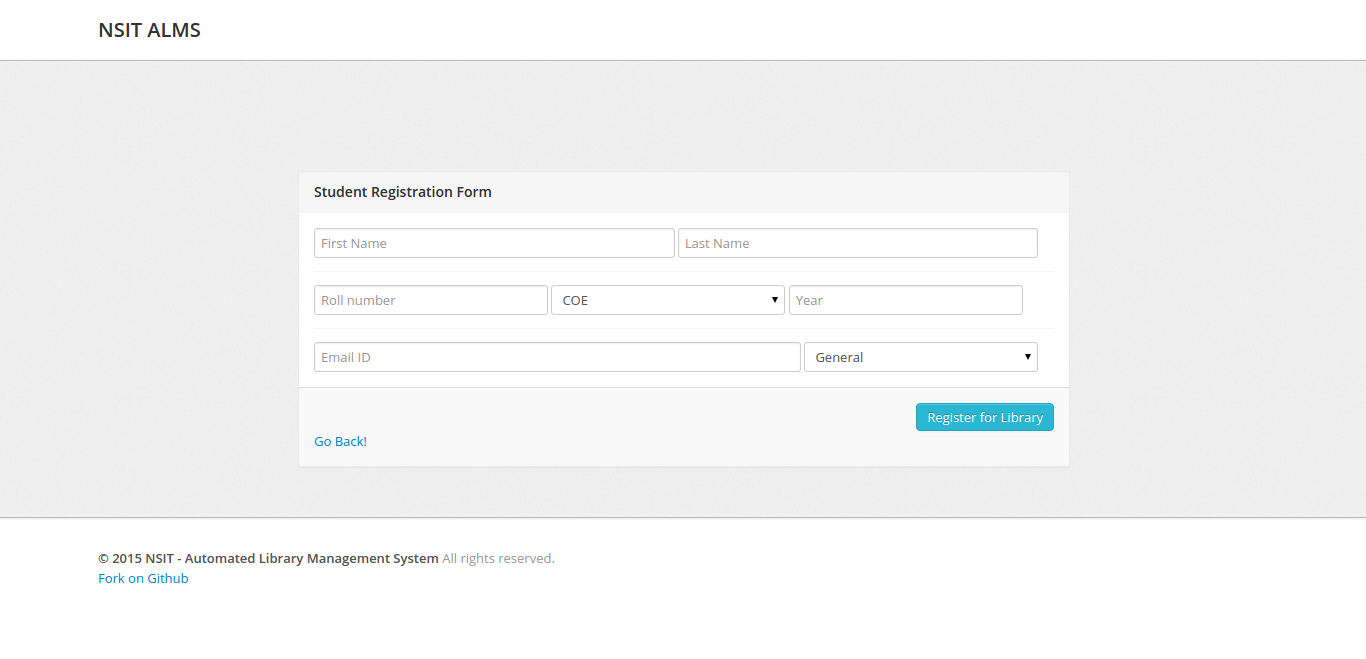 NSIT ALMS
Student Registration Form
First Name Last Name
Roll number COE Year
Email ID General
Register for Library
Go Back!
© 2015 NSIT - Automated Library Management System All rights reserved.
Fork on Github